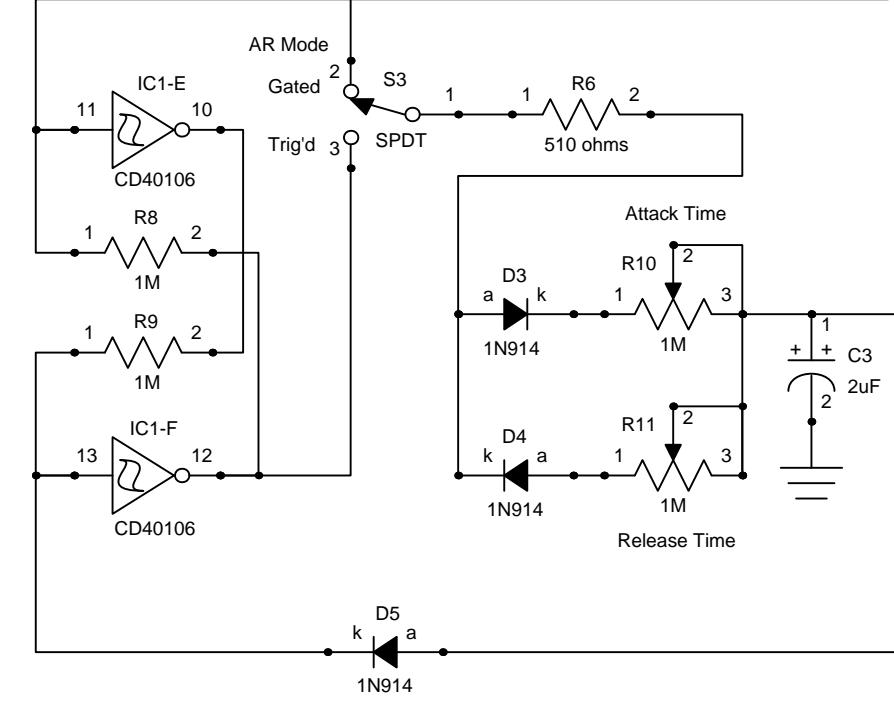 AR Mode
2
S3
Gated
IC1-E
11
10
1
1
R6
2
Trig'd
3
SPDT
510 ohms
CD40106
R8
1
2
1M
Attack Time
R10
2
D3
a
k
1
3
1N914
1M
R9
1
2
1M
1
+ +
C3
2uF
2
IC1-F
13
12
CD40106
R11
2
D4
k
a
1
3
1N914
1M
Release Time
D5
k
a
1N914